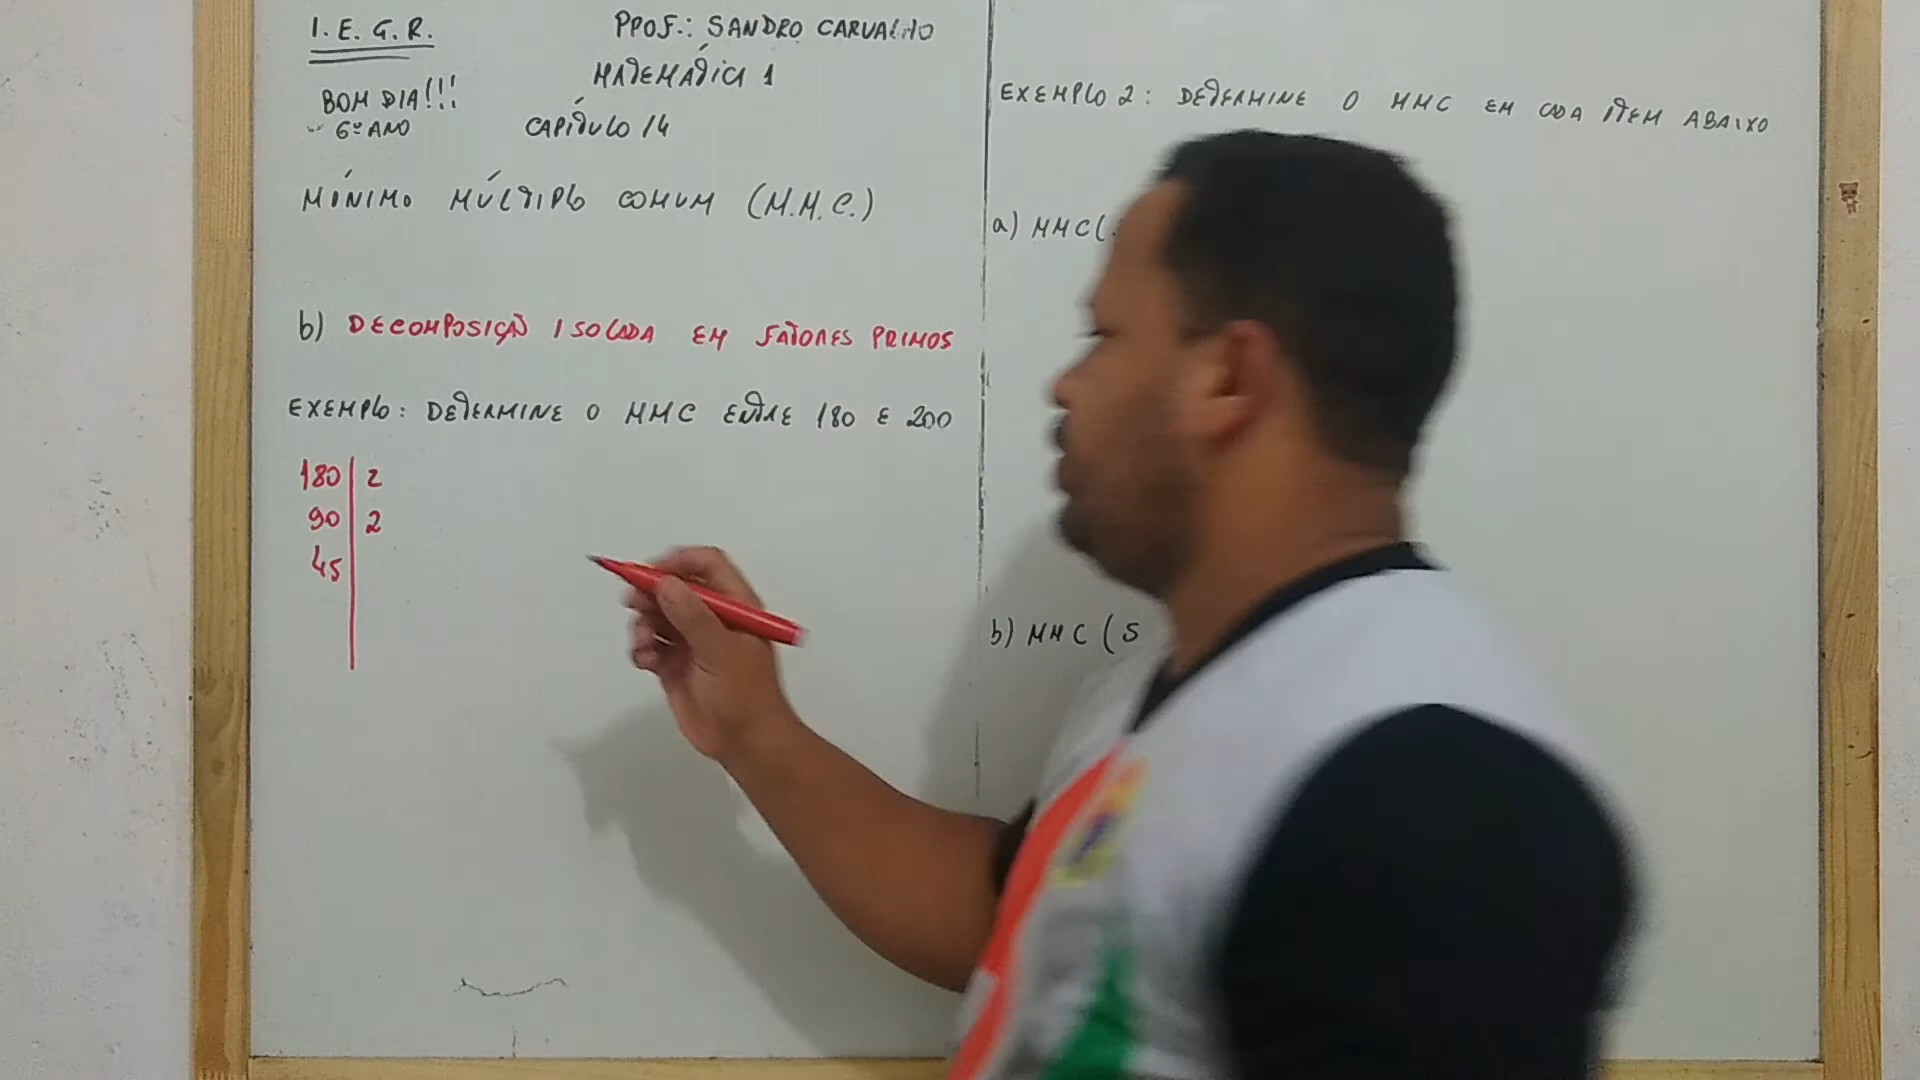 I. E. G. R.
PROF.: SANDRO CARVALHO
MATEMÁTICA 1
BOM DIA!!!
6º ANO
CAPÍTULO 14
MÍNIMO MÚLTIPLO COMUM (M.M.C.)
b) DECOMPOSIÇÃO ISOLADA EM FATORES PRIMOS
EXEMPLO: DETERMINE O MMC ENTRE 180 E 200
180 | 2
90 | 2
45 |
EXEMPLO 2: DETERMINE O MMC EM CADA ITEM ABAIXO
a) MMC(
b) MMC (5